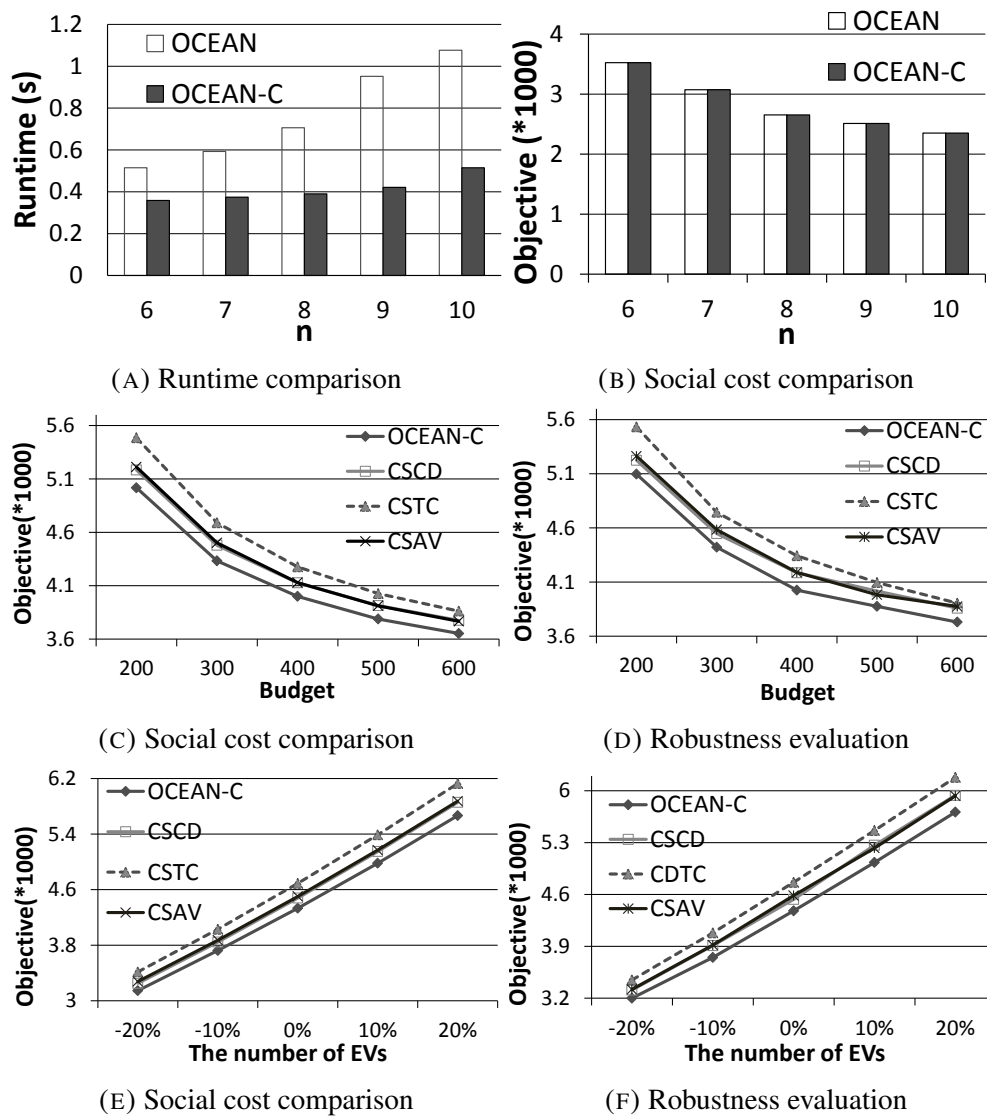 1.2
1
0.8
0.6
0.4
0.2
0
Runtime (s)
OCEAN
OCEAN-C
6 7 8 9 10
n
(A) Runtime comparison
4
3
2
1
0
Objective (*1000)
OCEAN
OCEAN-C
6 7 8 9 10
n
(B) Social cost comparison
5.6
5.1
4.6
4.1
3.6
Objective(*1000)
OCEAN-C
CSCD
CSTC
CSAV
200 300 400 500 600
Budget
(C) Social cost comparison
5.6
5.1
4.6
4.1
3.6
Objective(*1000)
OCEAN-C
CSCD
CSTC
CSAV
200 300 400 500 600
Budget
(D) Robustness evaluation
6.2
5.4
4.6
3.8
3
Objective(*1000)
OCEAN-C
CSCD
CSTC
CSAV
-20% -10% 0% 10% 20%
The number of EVs
(E) Social cost comparison
6
5.3
4.6
3.9
3.2
Objective(*1000)
OCEAN-C
CSCD
CDTC
CSAV
-20% -10% 0% 10% 20%
The number of EVs
(F) Robustness evaluation